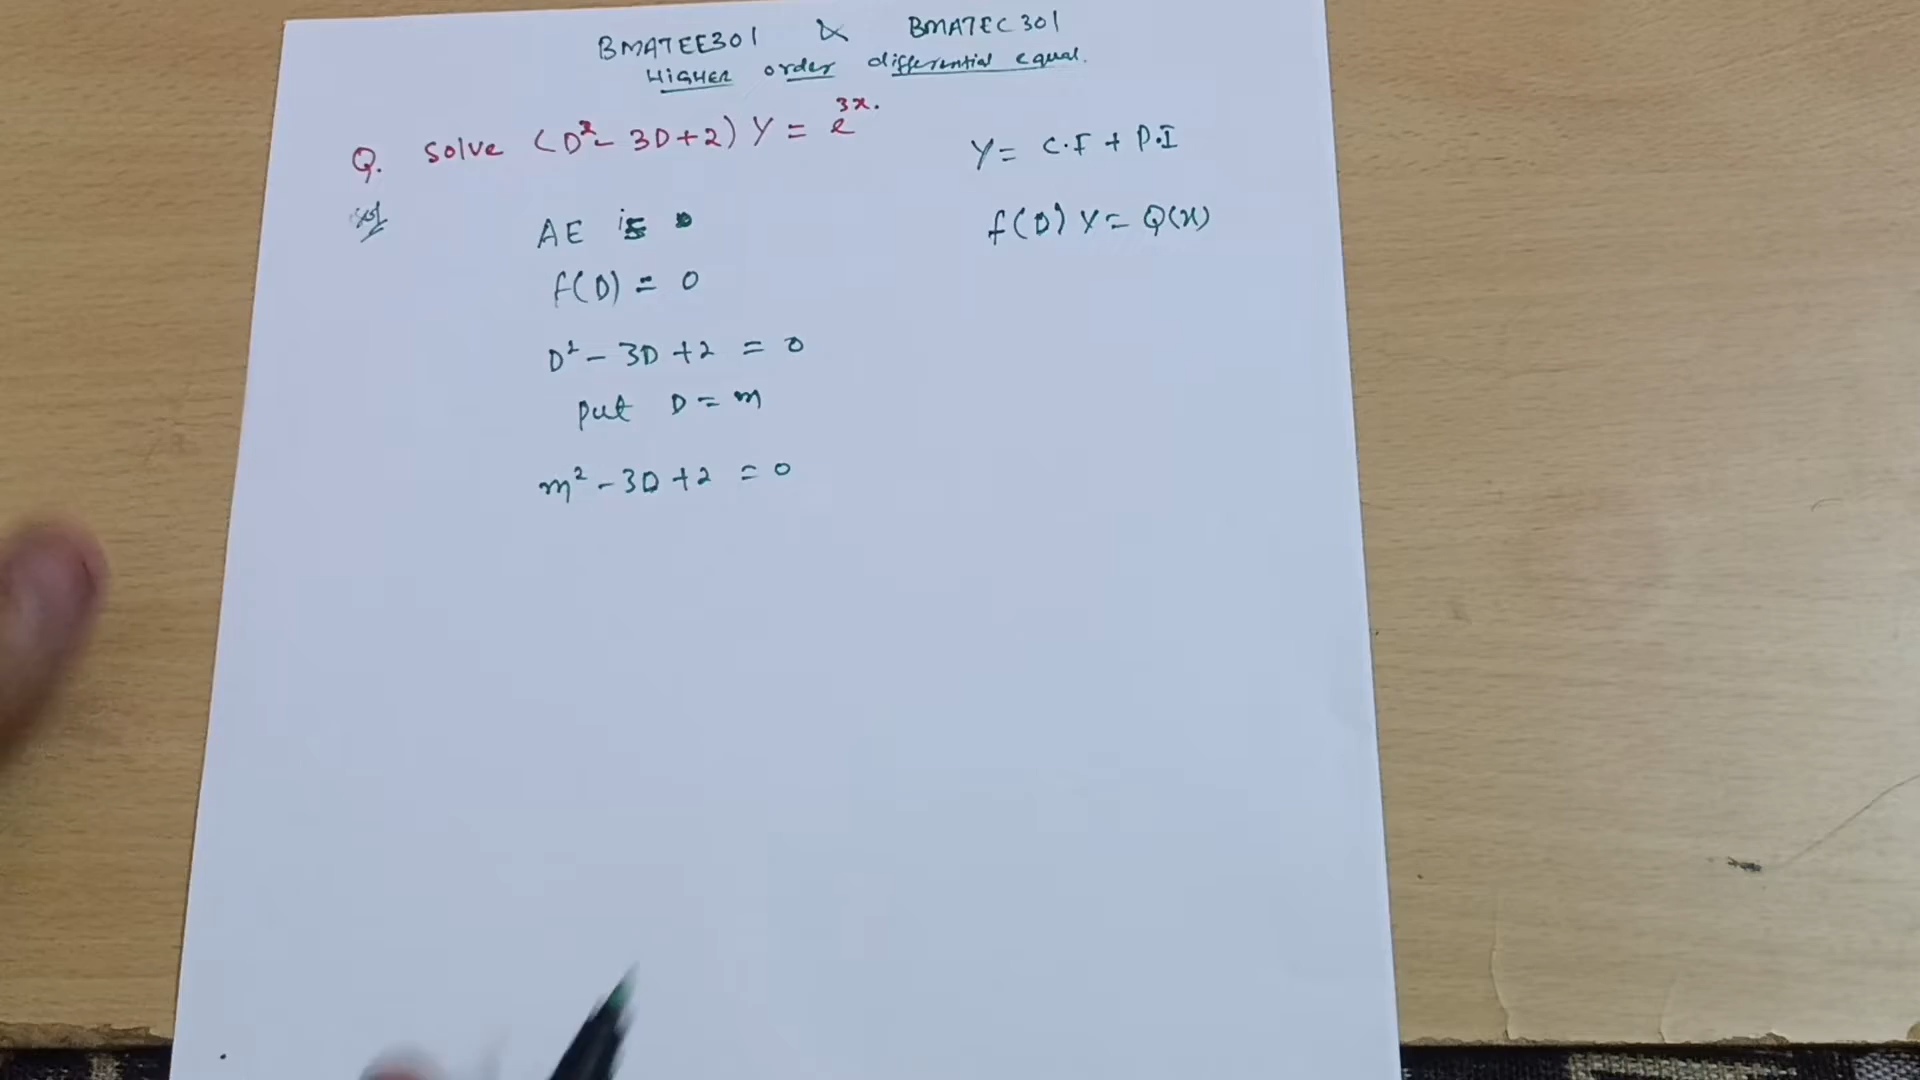 BMATEE301 & BMATEC301
HIGHER order differential equal.
Q. Solve (D² - 3D + 2) Y = e^3x.
Y = C.F + P.I
Sol
AE is
f(D) Y = Q(x)
f(D) = 0
D² - 3D + 2 = 0
put D = m
m² - 3D + 2 = 0